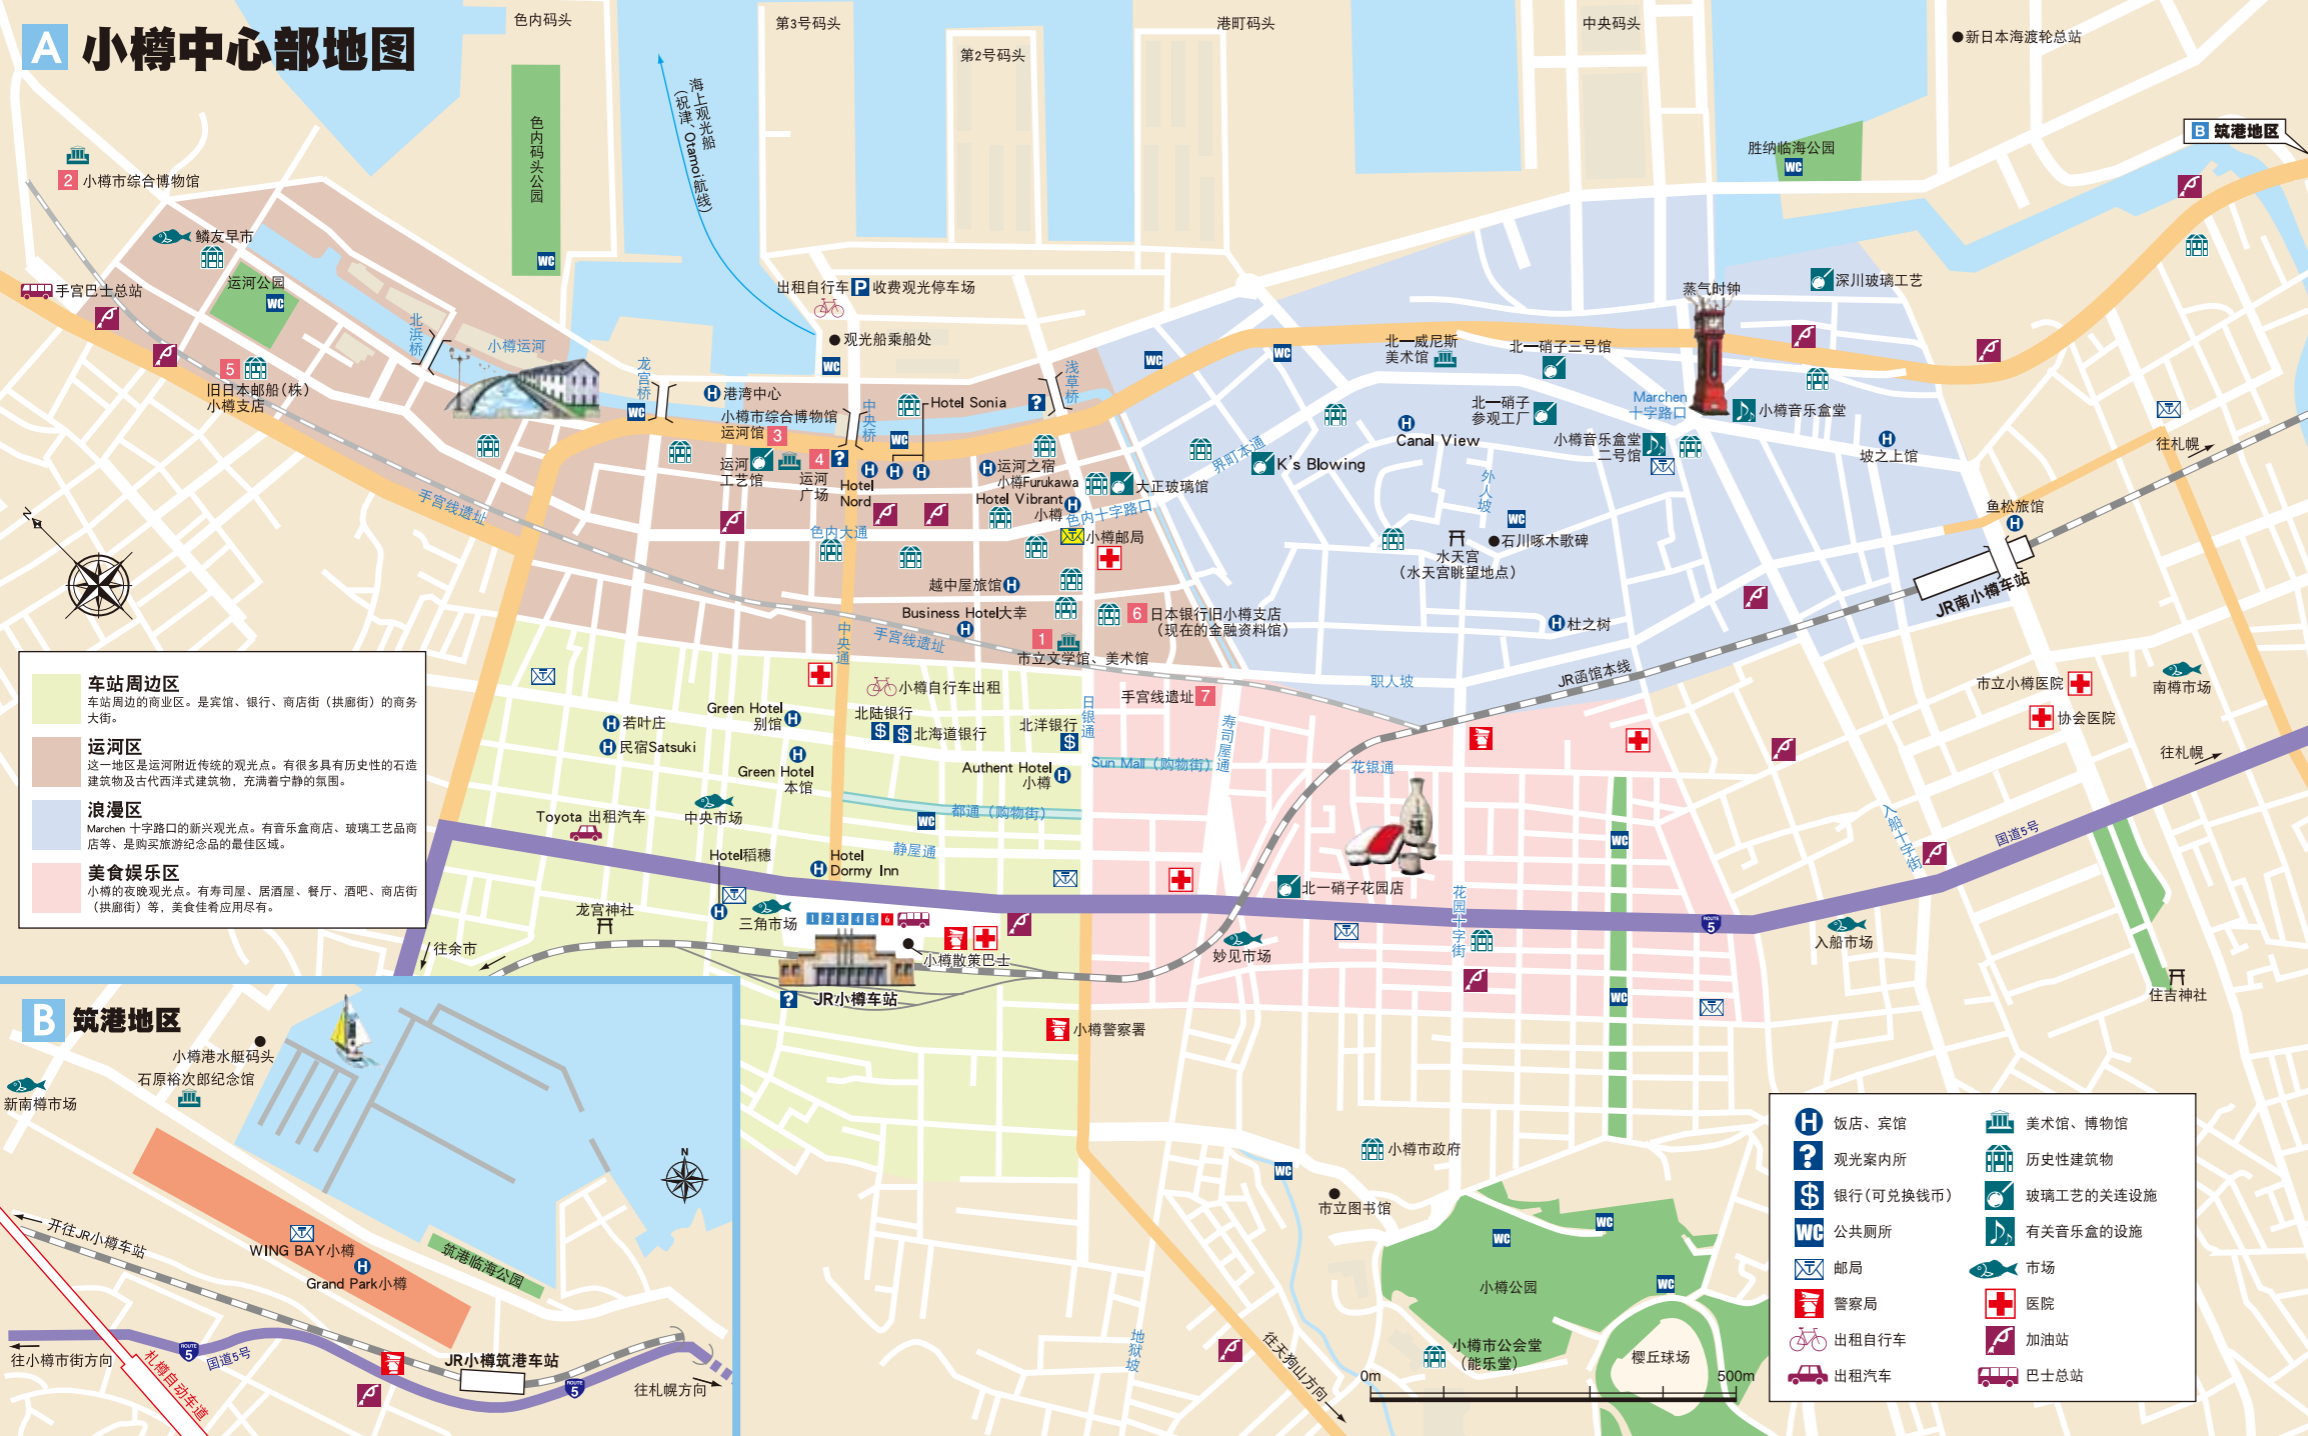 A 小樽中心部地图
色内码头
第3号码头
第2号码头
港町码头
中央码头
新日本海渡轮总站
B 筑港地区
色内码头公园
WC
海上观光船
（祝津、Otamoi航线）
胜纳临海公园
WC
2 小樽市综合博物馆
鳞友早市
运河公园
WC
手宫巴士总站
5
旧日本邮船（株）
小樽支店
北浜桥
小樽运河
龙宫桥
WC
出租自行车 P 收费观光停车场
观光船乘船处
WC
H 港湾中心
小樽市综合博物馆
运河馆 3
中央桥
Hotel Sonia
WC
?
浅草桥
WC
WC
运河
工艺馆
4 ?
运河
广场
H H H
Hotel
Nord
H 运河之宿
小樽Furukawa
Hotel Vibrant
小樽 H
大正玻璃馆
色内十字路口
色内大通
小樽邮局
界町本通
K's Blowing
北一威尼斯
美术馆
北一硝子三号馆
北一硝子
参观工厂
H
Canal View
蒸气时钟
Marchen
十字路口
小樽音乐盒堂
小樽音乐盒堂
二号馆
深川玻璃工艺
H
坡之上馆
往札幌
外人坡
WC
水天宫
（水天宫眺望地点）
石川啄木歌碑
鱼松旅馆
H
JR南小樽车站
H 杜之树
JR函馆本线
职人坡
N
手宫线遗址
越中屋旅馆 H
Business Hotel大幸
H
手宫线遗址
中央通
6 日本银行旧小樽支店
（现在的金融资料馆）
1
市立文学馆、美术馆
手宫线遗址 7
车站周边区
车站周边的商业区。是宾馆、银行、商店街（拱廊街）的商务
大街。
运河区
这一地区是运河附近传统的观光点。有很多具有历史性的石造
建筑物及古代西洋式建筑物，充满着宁静的氛围。
浪漫区
Marchen 十字路口的新兴观光点。有音乐盒商店、玻璃工艺品商
店等、是购买旅游纪念品的最佳区域。
美食娱乐区
小樽的夜晚观光点。有寿司屋、居酒屋、餐厅、酒吧、商店街
（拱廊街）等，美食佳肴应用尽有。
小樽自行车出租
北陆银行
$ $ 北海道银行
北洋银行
$
日银通
寿司屋通
Sun Mall（购物街）
花银通
H 若叶庄
H 民宿Satsuki
Green Hotel
别馆 H
H
Green Hotel
本馆
Authent Hotel
小樽 H
Toyota 出租汽车
中央市场
WC
都通（购物街）
静屋通
Hotel稻穗
H
H Hotel
Dormy Inn
龙宫神社
三角市场
1 2 3 4 5 6
小樽散策巴士
?
JR小樽车站
往余市
小樽警察署
北一硝子花园店
妙见市场
花园十字街
WC
WC
ROUTE
5
国道5号
入船十字街
入船市场
住吉神社
市立小樽医院
协会医院
南樽市场
往札幌
小樽市政府
市立图书馆
WC
WC
WC
WC
小樽公园
小樽市公会堂
（能乐堂）
樱丘球场
地狱坡
往天狗山方向
0m
500m
H 饭店、宾馆
? 观光案内所
$ 银行（可兑换钱币）
WC 公共厕所
邮局
警察局
出租自行车
出租汽车
美术馆、博物馆
历史性建筑物
玻璃工艺的关连设施
有关音乐盒的设施
市场
医院
加油站
巴士总站
B 筑港地区
小樽港水艇码头
石原裕次郎纪念馆
新南樽市场
N
开往JR小樽车站
WING BAY小樽
H
Grand Park小樽
筑港临海公园
往小樽市街方向
ROUTE
5
国道5号
札樽自动车道
JR小樽筑港车站
ROUTE
5
往札幌方向